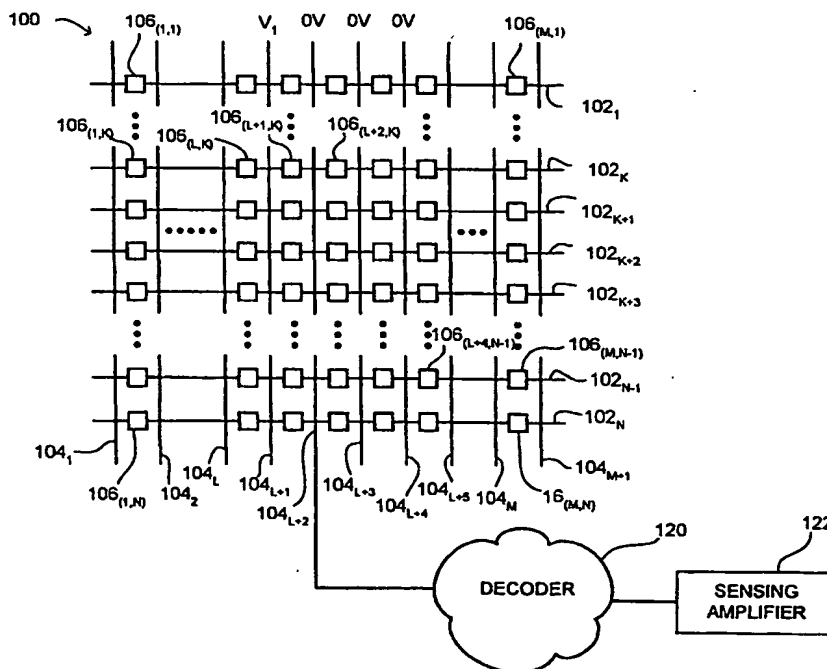 100
106(1,1)
V1 0V 0V 0V
106(M,1)
1021
106(1,K)
106(L,K)
106(L+1,K)
106(L+2,K)
102K
102K+1
102K+2
102K+3
106(L+4,N-1)
106(M,N-1)
102N-1
102N
1041
106(1,N)
1042
104L
104L+1
104L+2
104L+3
104L+4
104L+5
104M
16(M,N)
104M+1
120
122
DECODER
SENSING
AMPLIFIER